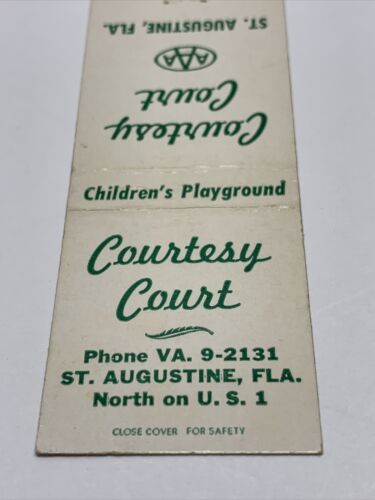 ST. AUGUSTINE, FLA.
AAA
Courtesy
Court
Children's Playground
Courtesy
Court
Phone VA. 9-2131
ST. AUGUSTINE, FLA.
North on U. S. 1
CLOSE COVER FOR SAFETY